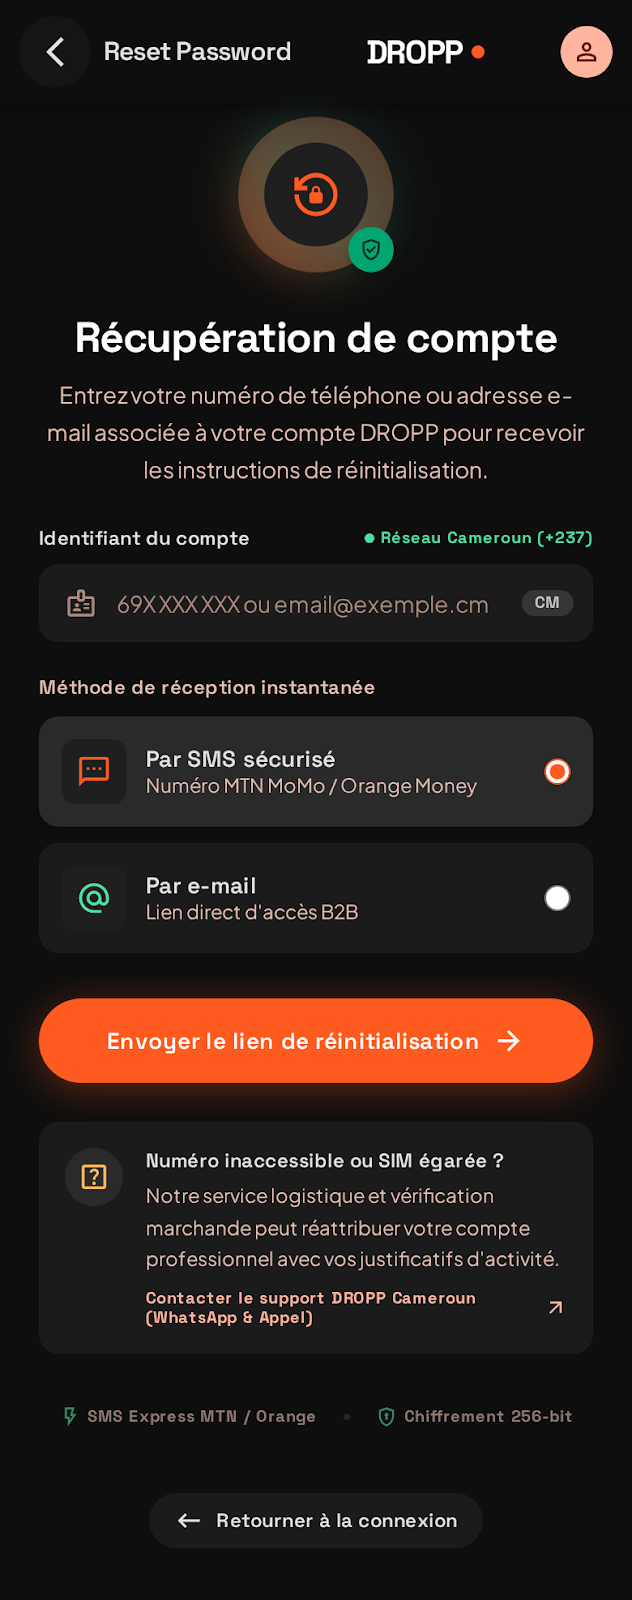 Reset Password
DROPP
Récupération de compte
Entrez votre numéro de téléphone ou adresse e-
mail associée à votre compte DROPP pour recevoir
les instructions de réinitialisation.
Identifiant du compte
Réseau Cameroun (+237)
69X XXX XXX ou email@exemple.cm
CM
Méthode de réception instantanée
Par SMS sécurisé
Numéro MTN MoMo / Orange Money
Par e-mail
Lien direct d'accès B2B
Envoyer le lien de réinitialisation
Numéro inaccessible ou SIM égarée ?
Notre service logistique et vérification
marchande peut réattribuer votre compte
professionnel avec vos justificatifs d'activité.
Contacter le support DROPP Cameroun
(WhatsApp & Appel)
SMS Express MTN / Orange
Chiffrement 256-bit
Retourner à la connexion